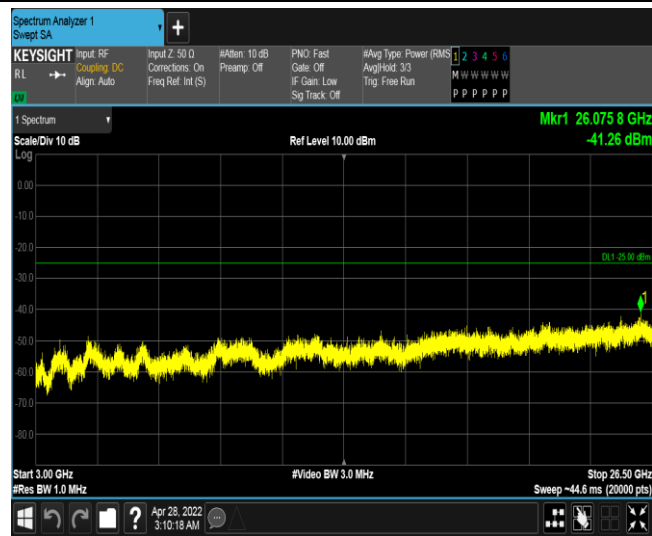 Spectrum Analyzer 1
Swept SA
KEYSIGHT
RL
Input: RF
Coupling: DC
Align: Auto
Input Z: 50 Ω
Corrections: On
Freq Ref: Int (S)
#Atten: 10 dB
Preamp: Off
PNO: Fast
Gate: Off
IF Gain: Low
Sig Track: Off
#Avg Type: Power (RMS
Avg|Hold: 3/3
Trig: Free Run
1 2 3 4 5 6
M W W W W W
P P P P P P
1 Spectrum
Mkr1 26.075 8 GHz
Scale/Div 10 dB
Ref Level 10.00 dBm
-41.26 dBm
Log
0.00
-10.0
-20.0
DL1 -25.00 dBm
-30.0
1
-40.0
-50.0
-60.0
-70.0
-80.0
Start 3.00 GHz
#Video BW 3.0 MHz
Stop 26.50 GHz
#Res BW 1.0 MHz
Sweep ~44.6 ms (20000 pts)
?
Apr 28, 2022
3:10:18 AM